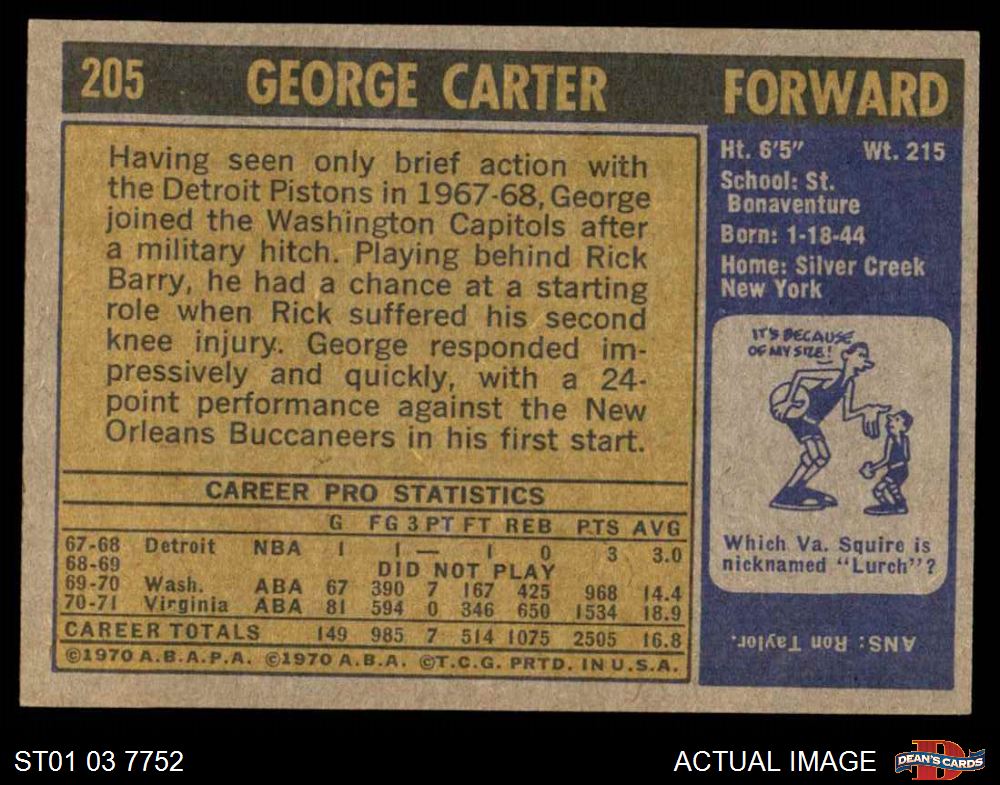 205 GEORGE CARTER FORWARD
Having seen only brief action with
the Detroit Pistons in 1967-68, George
joined the Washington Capitols after
a military hitch. Playing behind Rick
Barry, he had a chance at a starting
role when Rick suffered his second
knee injury. George responded im-
pressively and quickly, with a 24-
point performance against the New
Orleans Buccaneers in his first start.
Ht. 6'5" Wt. 215
School: St.
Bonaventure
Born: 1-18-44
Home: Silver Creek
New York
IT'S BECAUSE
OF MY SIZE!
Which Va. Squire is
nicknamed "Lurch"?
ANS: Ron Taylor.
CAREER PRO STATISTICS
G FG 3 PT FT REB PTS AVG
67-68 Detroit NBA 1 1 — 1 0 3 3.0
68-69 DID NOT PLAY
69-70 Wash. ABA 67 390 7 167 425 968 14.4
70-71 Virginia ABA 81 594 0 346 650 1534 18.9
CAREER TOTALS 149 985 7 514 1075 2505 16.8
©1970 A.B.A.P.A. ©1970 A.B.A. ©T.C.G. PRTD. IN U.S.A.
ST01 03 7752
ACTUAL IMAGE
D
DEAN'S CARDS